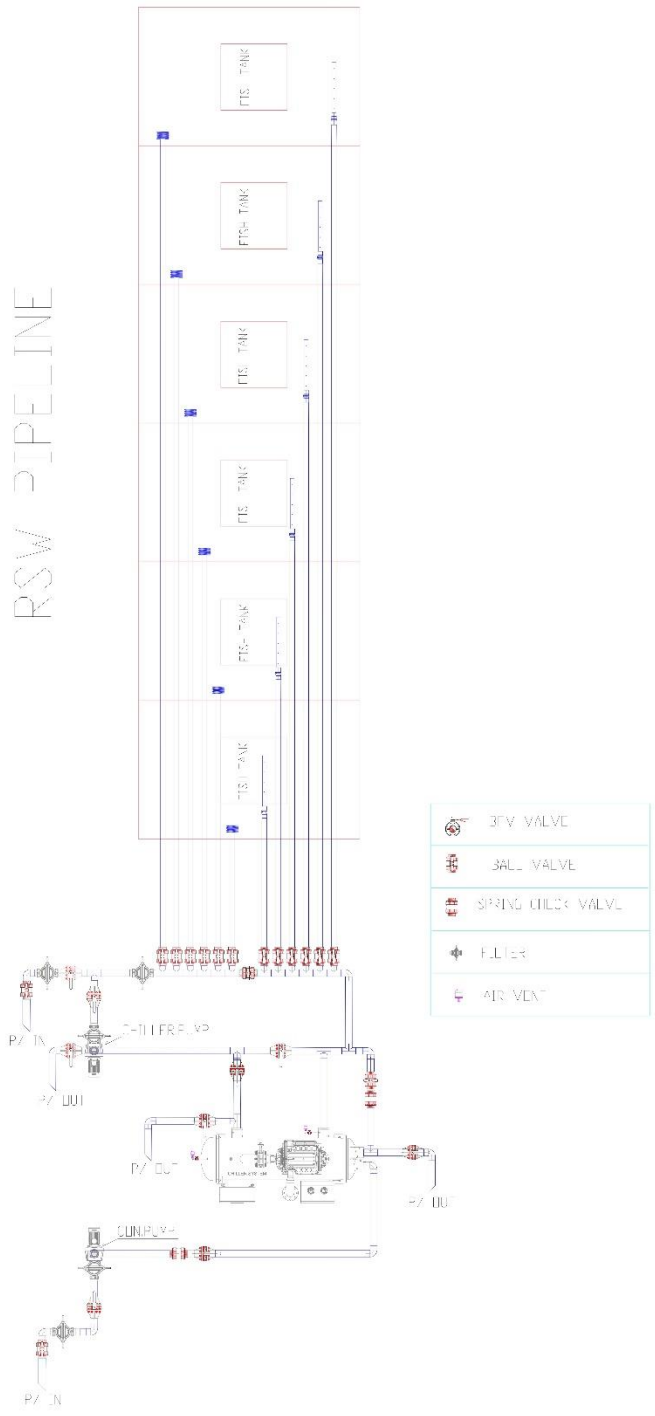 RSW PIPELINE
FISH TANK
FISH TANK
FISH TANK
FISH TANK
FISH TANK
FISH TANK
BFV VALVE
BALL VALVE
SPRING CHECK VALVE
FILTER
AIR VENT
P/ IN
CHILLER PUMP
P/ OUT
P/ OUT
P/ OUT
CON.PUMP
P/ IN